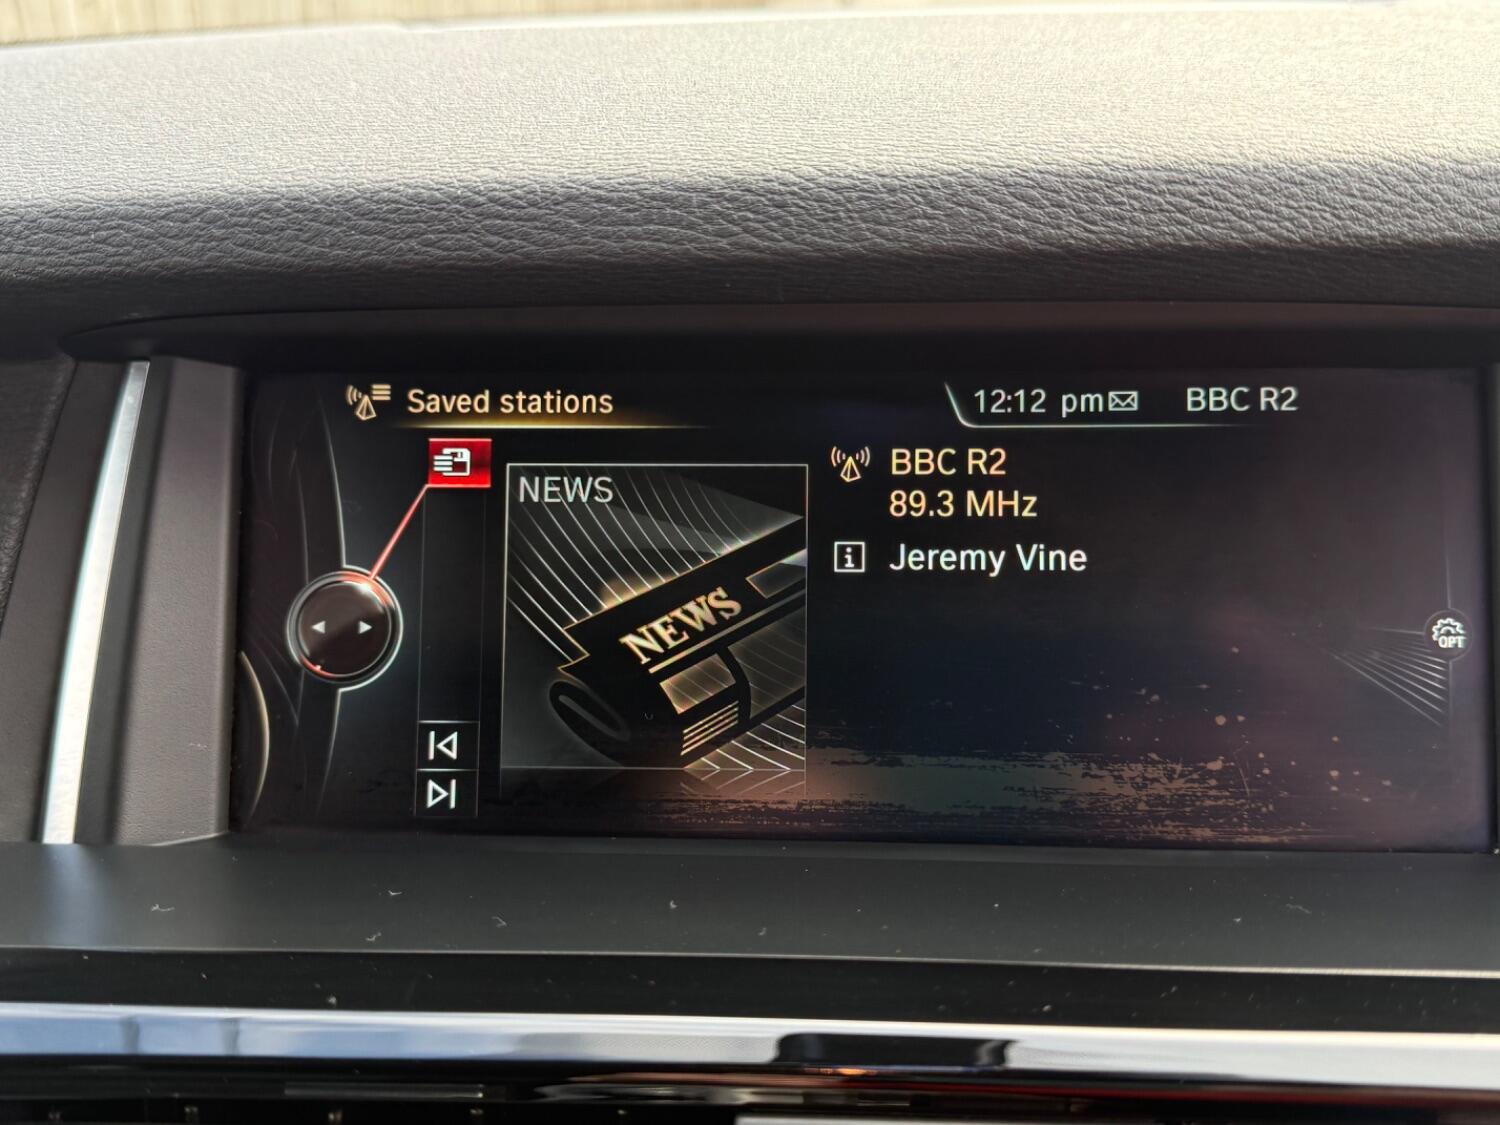 Saved stations
12:12 pm
BBC R2
NEWS
NEWS
BBC R2
89.3 MHz
i Jeremy Vine
OPT